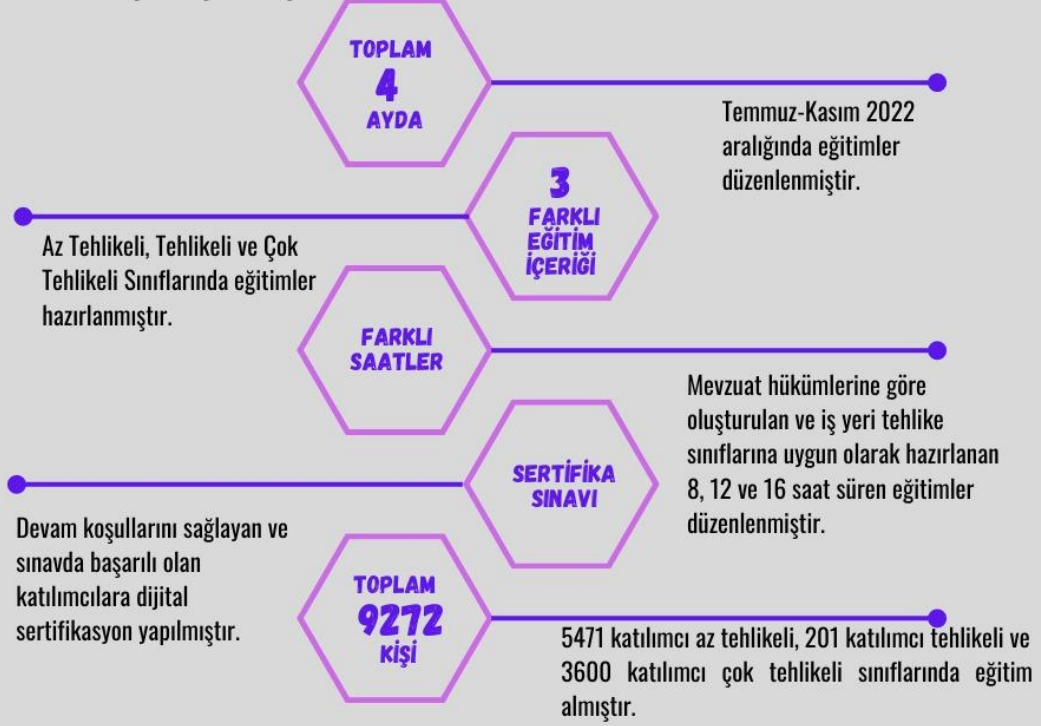 TOPLAM
4
AYDA
Temmuz-Kasım 2022
aralığında eğitimler
düzenlenmiştir.
3
FARKLI
EĞİTİM
İÇERİĞİ
Az Tehlikeli, Tehlikeli ve Çok
Tehlikeli Sınıflarında eğitimler
hazırlanmıştır.
FARKLI
SAATLER
Mevzuat hükümlerine göre
oluşturulan ve iş yeri tehlike
sınıflarına uygun olarak hazırlanan
8, 12 ve 16 saat süren eğitimler
düzenlenmiştir.
SERTİFİKA
SINAVI
Devam koşullarını sağlayan ve
sınavda başarılı olan
katılımcılara dijital
sertifikasyon yapılmıştır.
TOPLAM
9272
KİŞİ
5471 katılımcı az tehlikeli, 201 katılımcı tehlikeli ve
3600 katılımcı çok tehlikeli sınıflarında eğitim
almıştır.